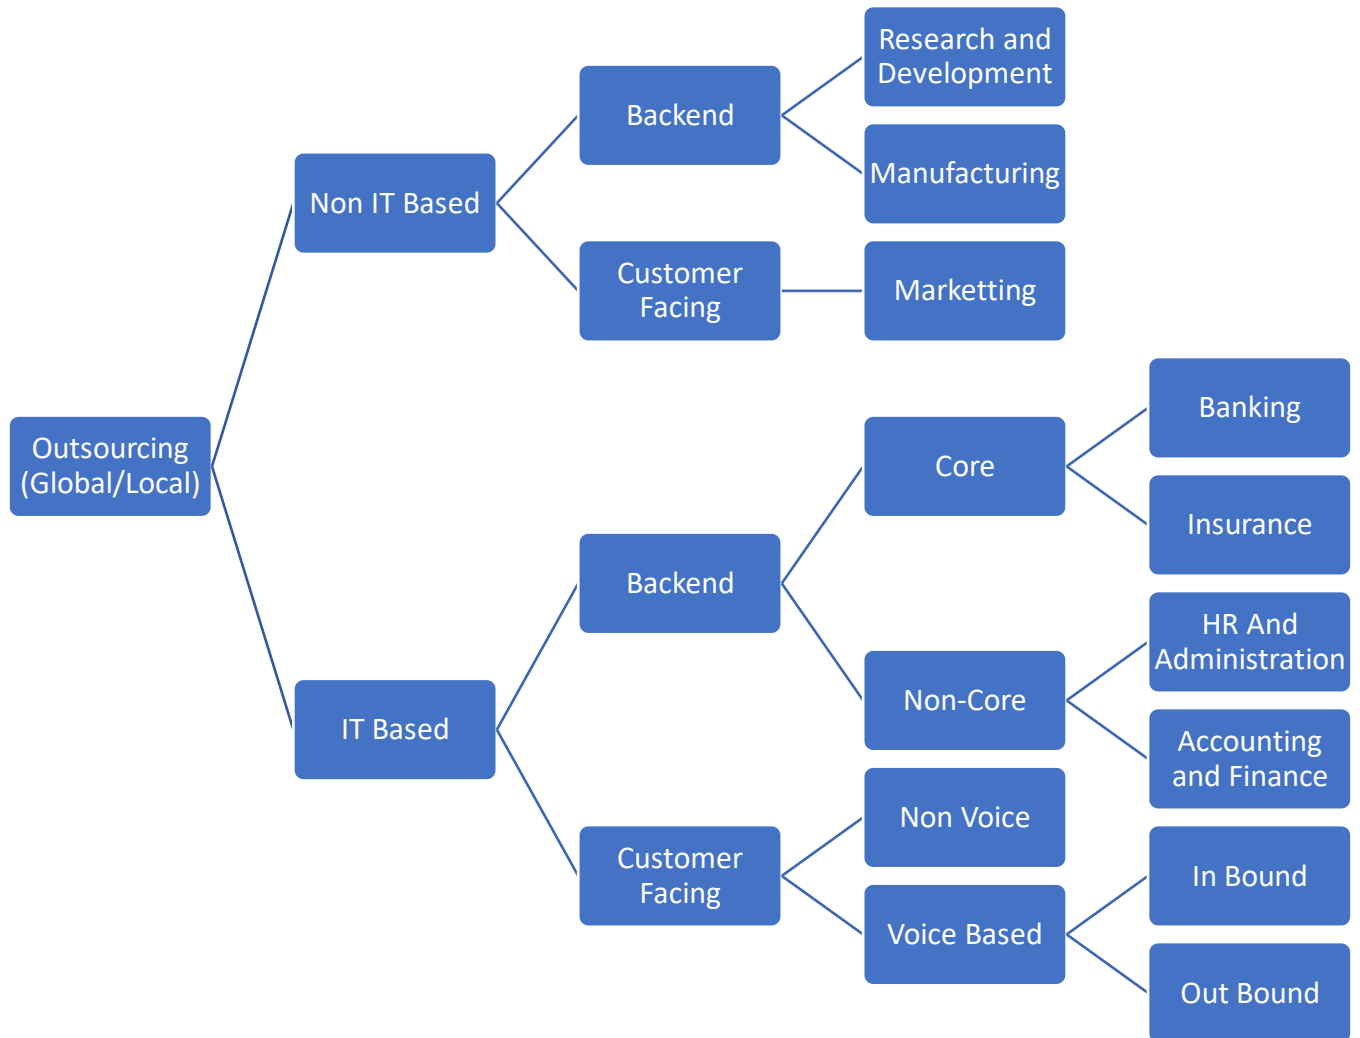 Outsourcing
(Global/Local)
Non IT Based
Backend
Research and
Development
Manufacturing
Customer
Facing
Marketting
IT Based
Backend
Core
Banking
Insurance
Non-Core
HR And
Administration
Accounting
and Finance
Customer
Facing
Non Voice
Voice Based
In Bound
Out Bound